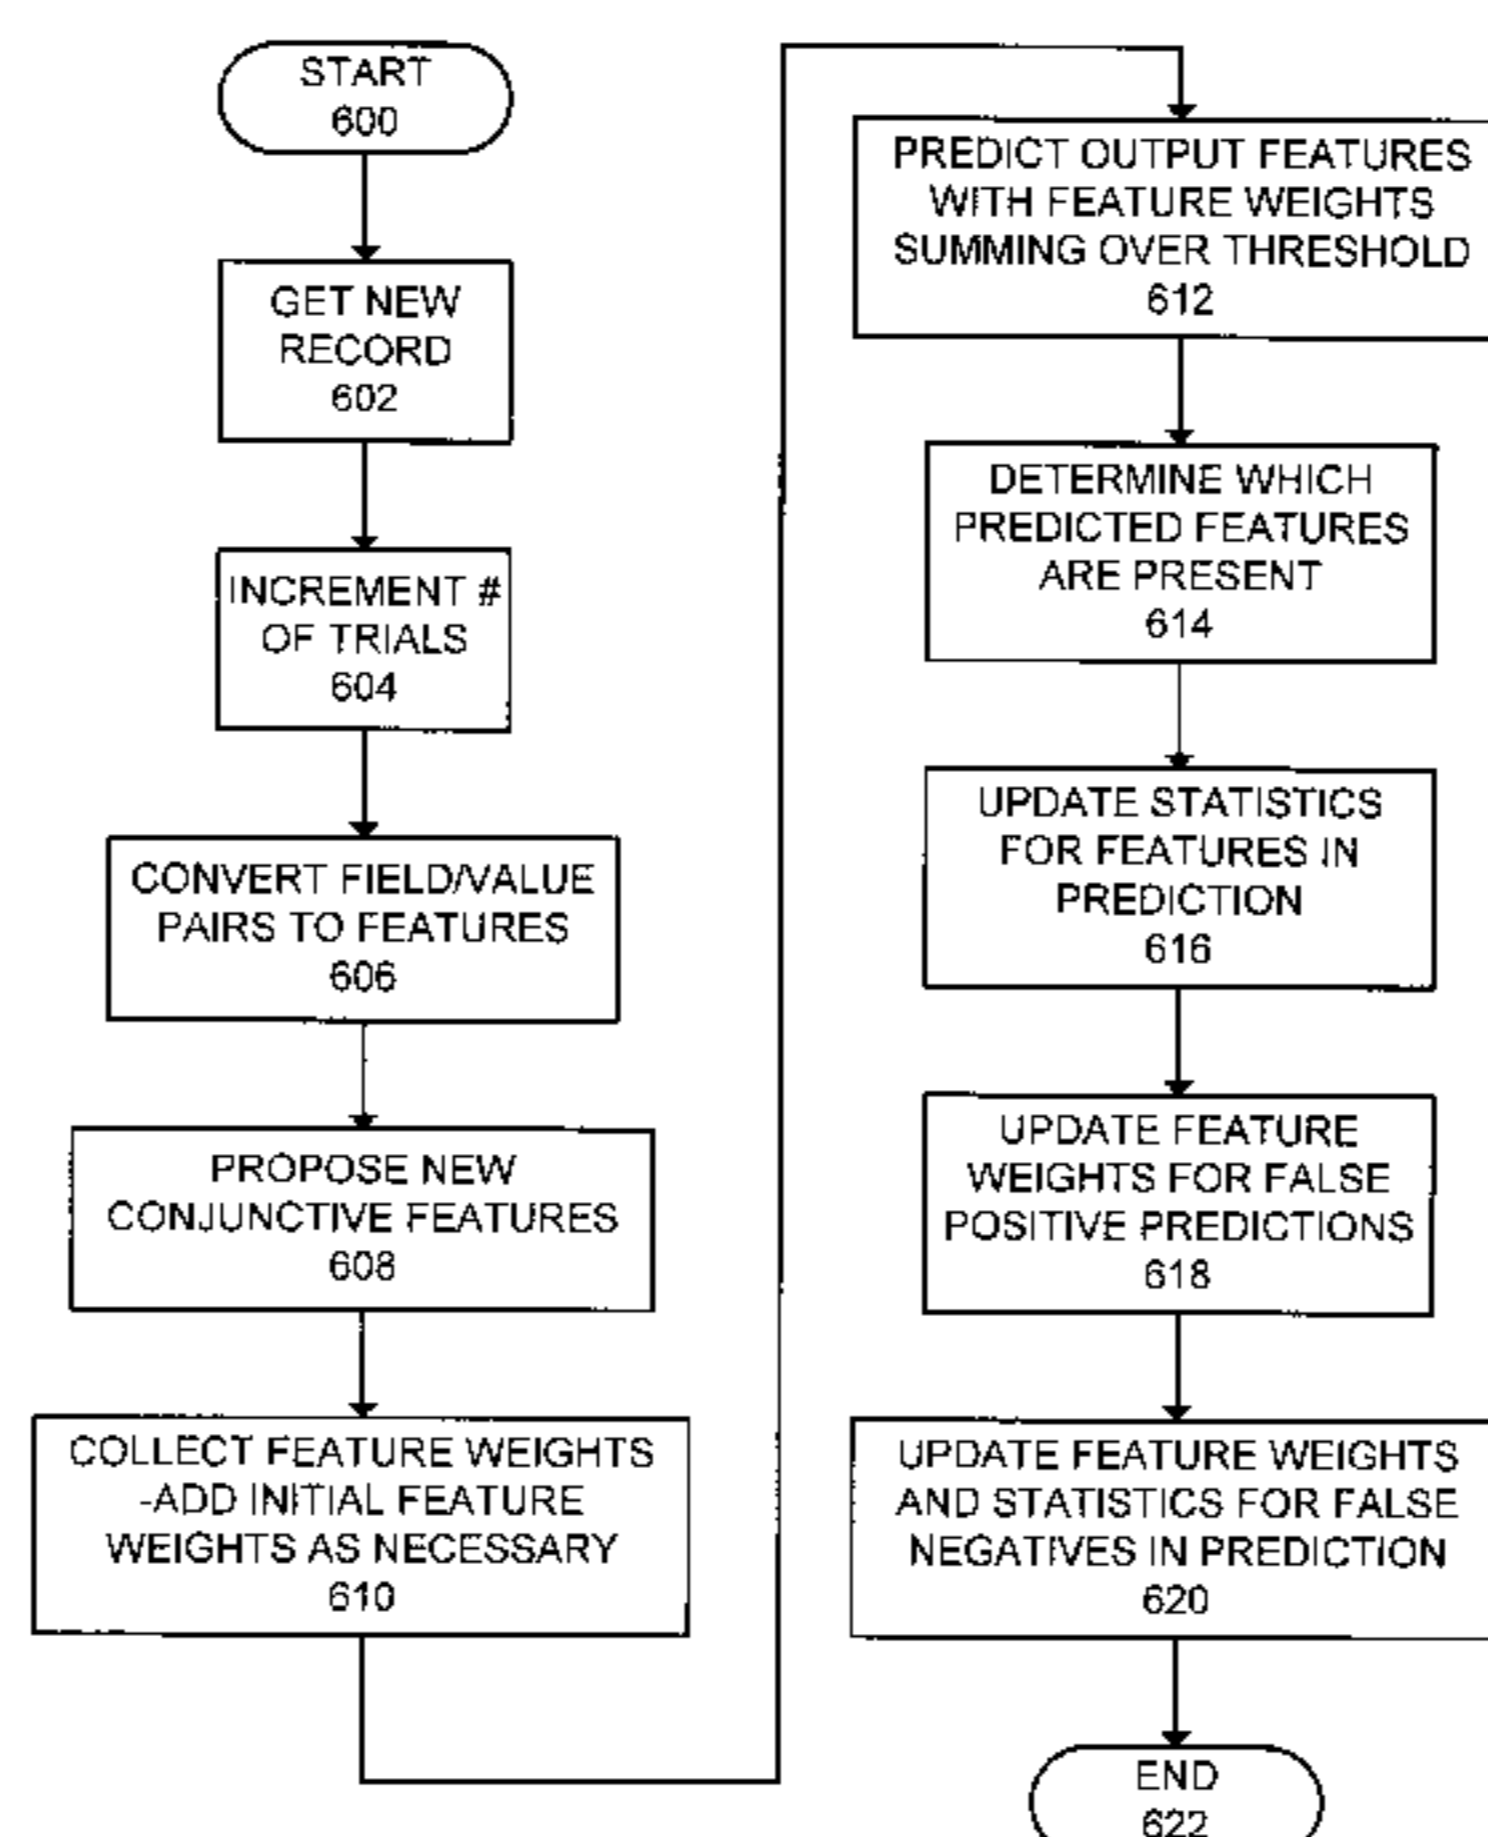 START
600
GET NEW
RECORD
602
INCREMENT #
OF TRIALS
604
CONVERT FIELD/VALUE
PAIRS TO FEATURES
606
PROPOSE NEW
CONJUNCTIVE FEATURES
608
COLLECT FEATURE WEIGHTS
-ADD INITIAL FEATURE
WEIGHTS AS NECESSARY
610
PREDICT OUTPUT FEATURES
WITH FEATURE WEIGHTS
SUMMING OVER THRESHOLD
612
DETERMINE WHICH
PREDICTED FEATURES
ARE PRESENT
614
UPDATE STATISTICS
FOR FEATURES IN
PREDICTION
616
UPDATE FEATURE
WEIGHTS FOR FALSE
POSITIVE PREDICTIONS
618
UPDATE FEATURE WEIGHTS
AND STATISTICS FOR FALSE
NEGATIVES IN PREDICTION
620
END
622